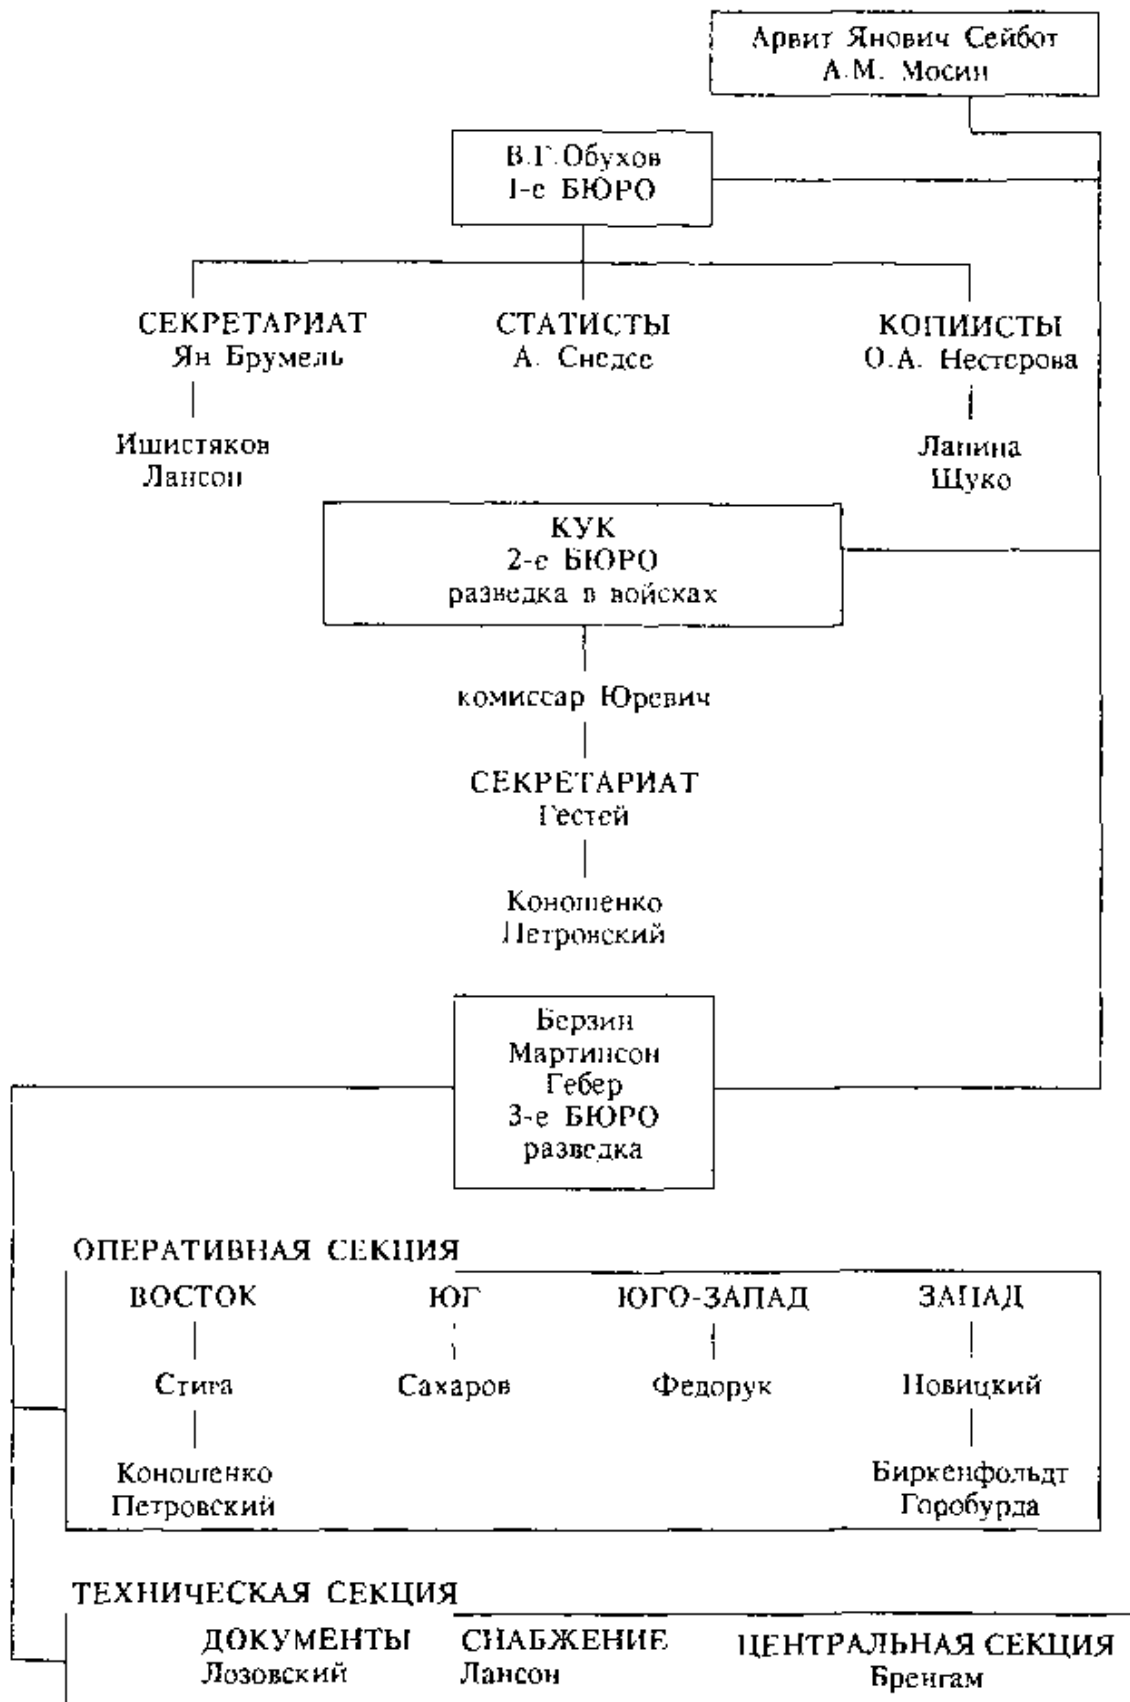 Арвит Янович Сейбот
А.М. Мосин
В.Г.Обухов
1-е БЮРО
СЕКРЕТАРИАТ
Ян Брумель
СТАТИСТЫ
А. Снедсе
КОПИИСТЫ
О.А. Нестерова
Ишистяков
Лансон
Лапина
Щуко
КУК
2-е БЮРО
разведка в войсках
комиссар Юревич
СЕКРЕТАРИАТ
Гестей
Коношенко
Петровский
Берзин
Мартинсон
Гебер
3-е БЮРО
разведка
ОПЕРАТИВНАЯ СЕКЦИЯ
ВОСТОК ЮГ ЮГО-ЗАПАД ЗАПАД
Стига Сахаров Федорук Новицкий
Коношенко
Петровский
Биркенфольдт
Горобурда
ТЕХНИЧЕСКАЯ СЕКЦИЯ
ДОКУМЕНТЫ СНАБЖЕНИЕ ЦЕНТРАЛЬНАЯ СЕКЦИЯ
Лозовский Лансон Бренгам